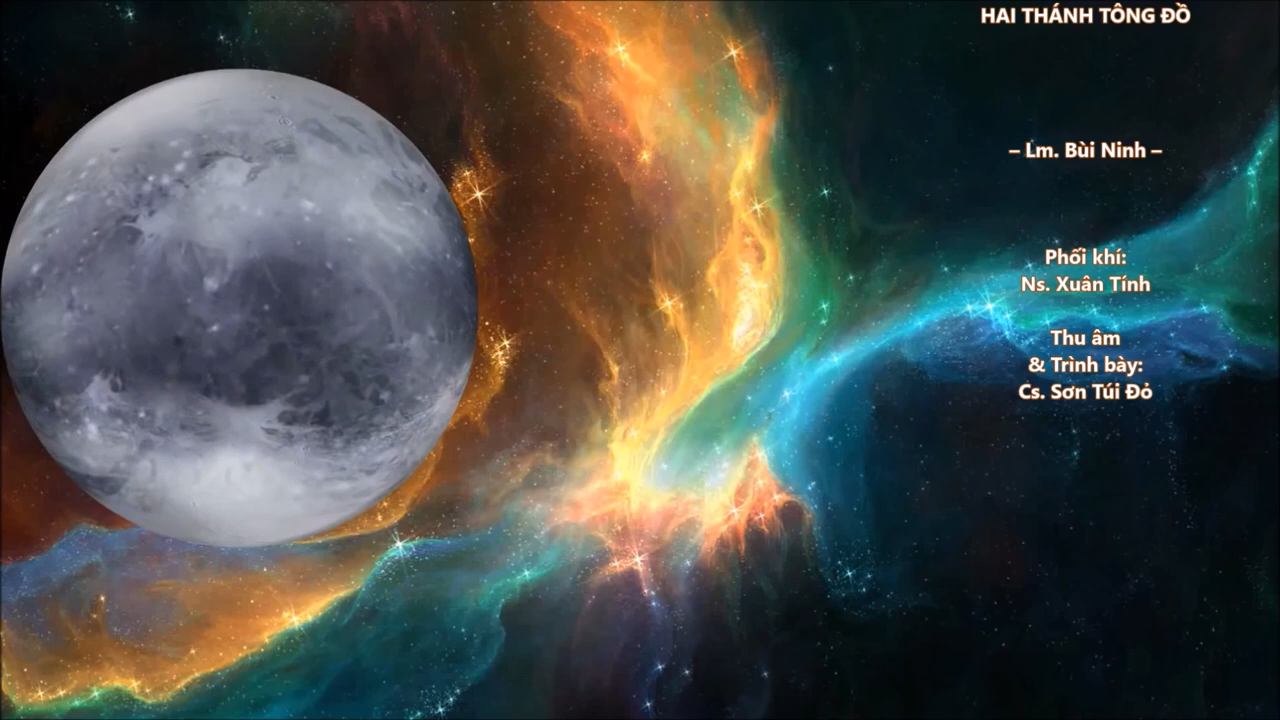 HAI THÁNH TÔNG ĐỒ
– Lm. Bùi Ninh –
Phối khí:
Ns. Xuân Tính
Thu âm
& Trình bày:
Cs. Sơn Túi Đỏ